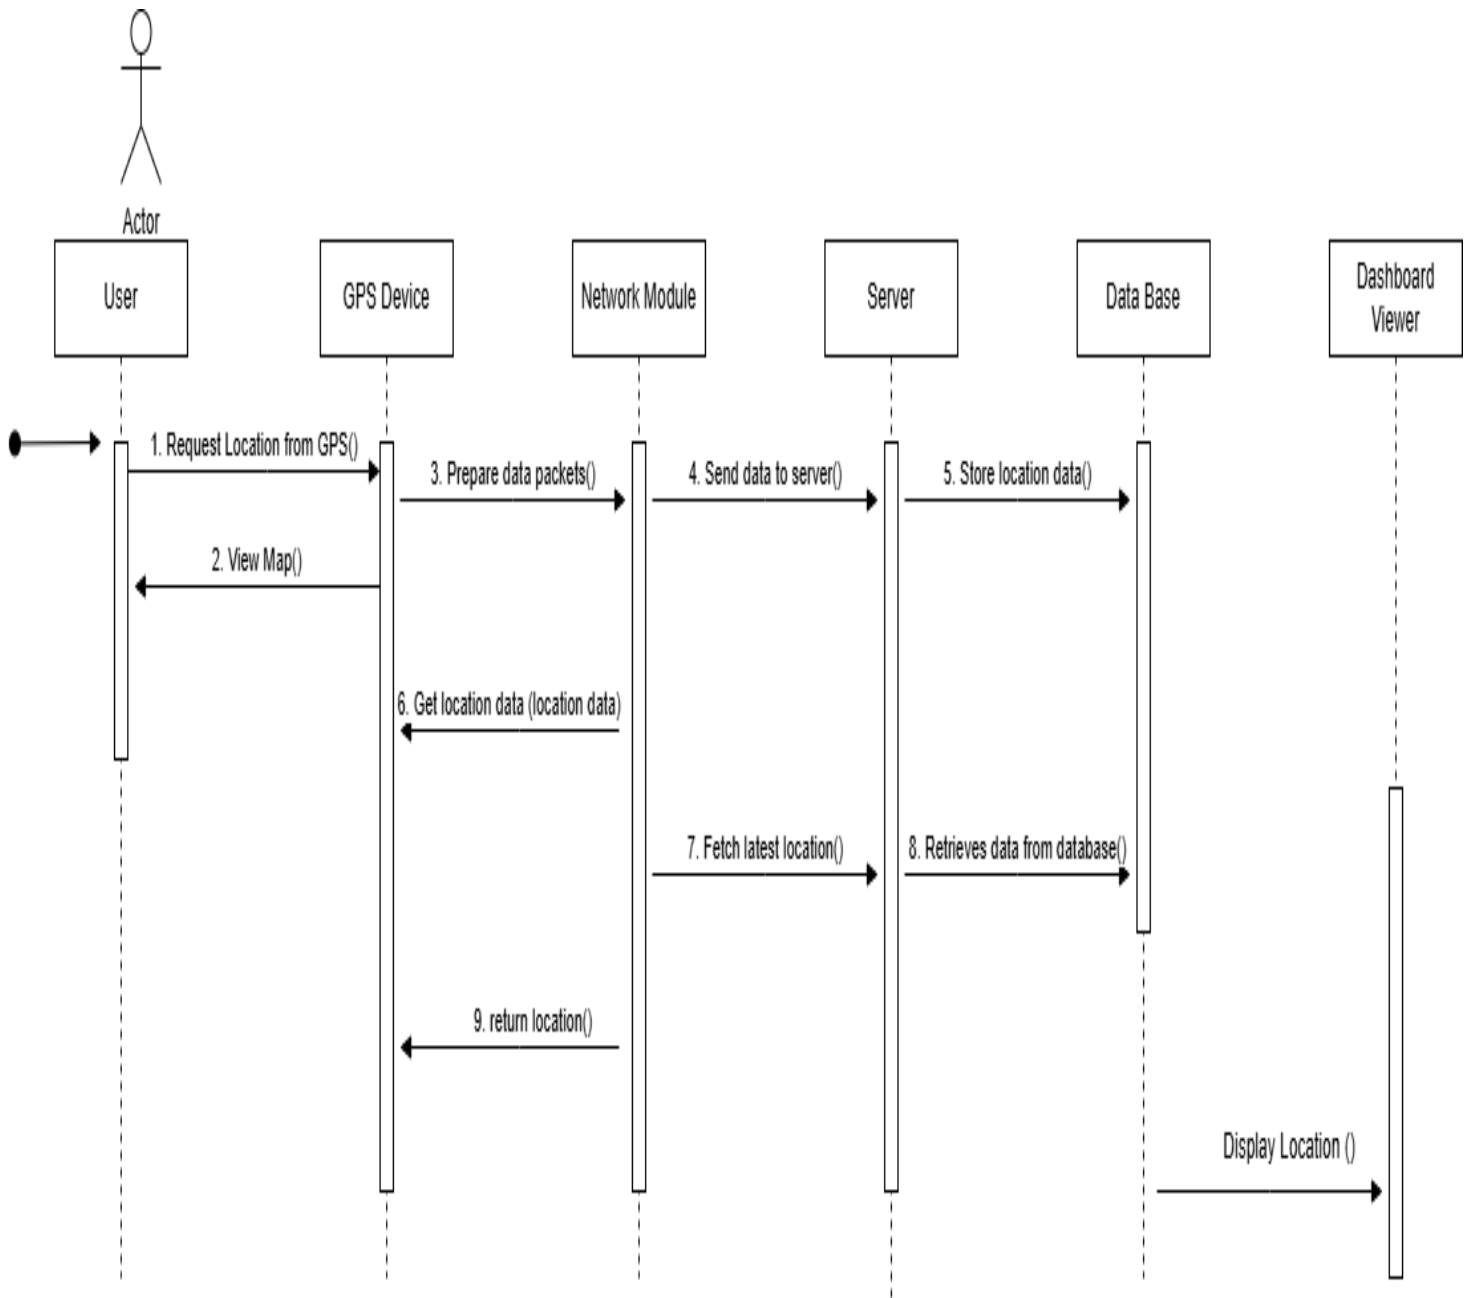 Actor
User
GPS Device
Network Module
Server
Data Base
Dashboard
Viewer
1. Request Location from GPS()
3. Prepare data packets()
4. Send data to server()
5. Store location data()
2. View Map()
6. Get location data (location data)
7. Fetch latest location()
8. Retrieves data from database()
9. return location()
Display Location ()